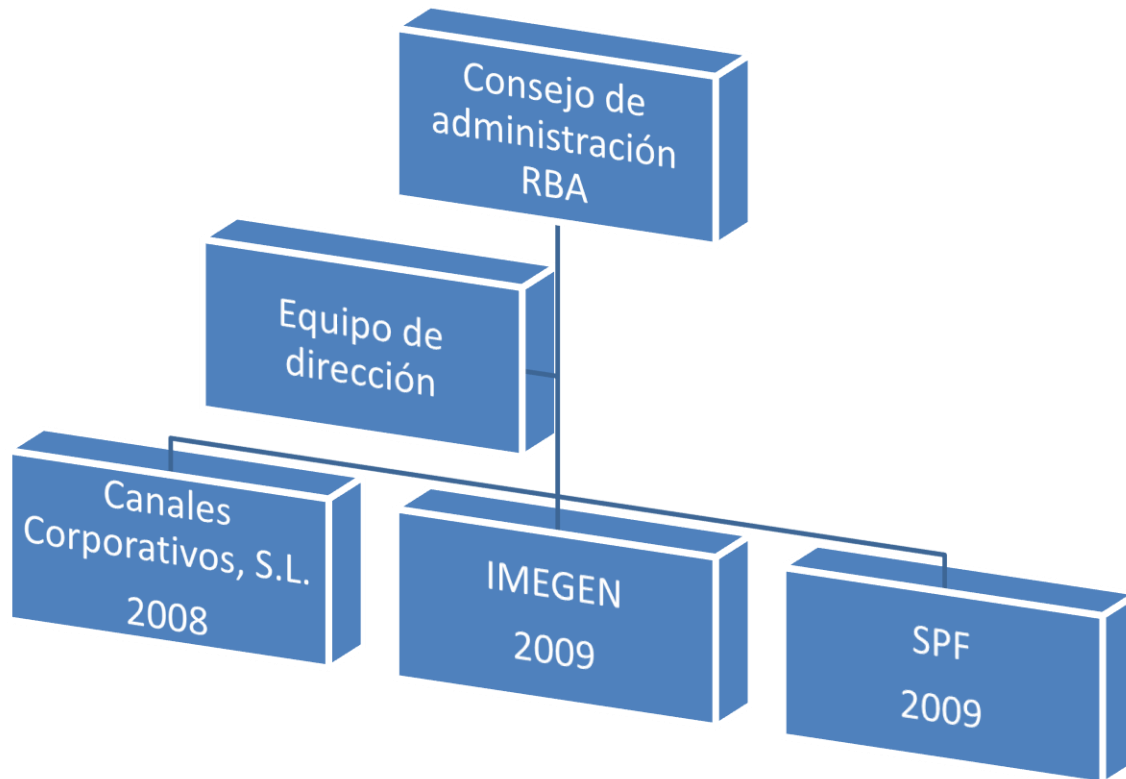 Consejo de
administración
RBA
Equipo de
dirección
Canales
Corporativos, S.L.
2008
IMEGEN
2009
SPF
2009